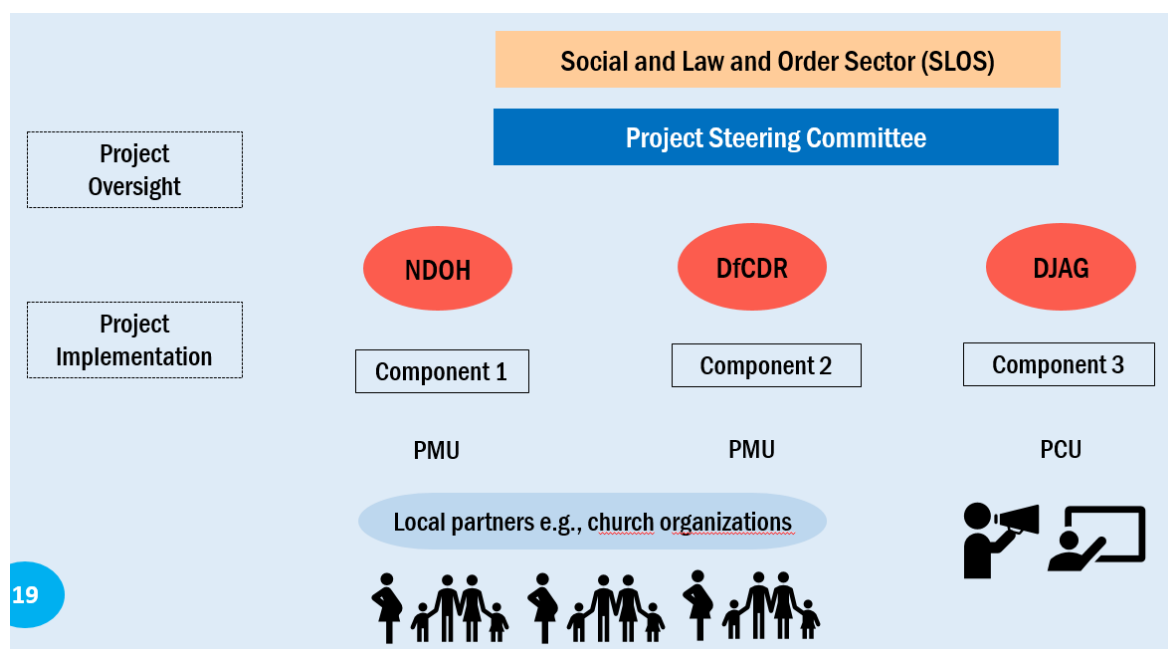 Social and Law and Order Sector (SLOS)
Project Steering Committee
Project
Oversight
NDOH
DfCDR
DJAG
Project
Implementation
Component 1
Component 2
Component 3
PMU
PMU
PCU
Local partners e.g., church organizations
19